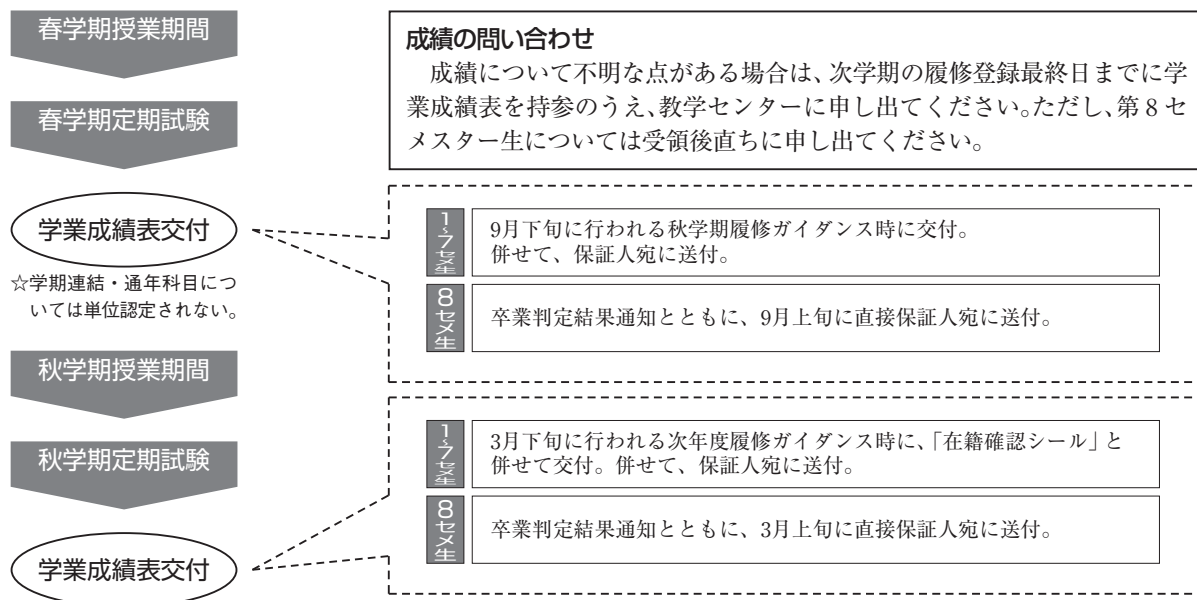 春学期授業期間
春学期定期試験
学業成績表交付
☆学期連結・通年科目につ
いては単位認定されない。
秋学期授業期間
秋学期定期試験
学業成績表交付
成績の問い合わせ
成績について不明な点がある場合は、次学期の履修登録最終日までに学
業成績表を持参のうえ、教学センターに申し出てください。ただし、第8セ
メスター生については受領後直ちに申し出てください。
1〜7セメ生
9月下旬に行われる秋学期履修ガイダンス時に交付。
併せて、保証人宛に送付。
8セメ生
卒業判定結果通知とともに、9月上旬に直接保証人宛に送付。
1〜7セメ生
3月下旬に行われる次年度履修ガイダンス時に、「在籍確認シール」と
併せて交付。併せて、保証人宛に送付。
8セメ生
卒業判定結果通知とともに、3月上旬に直接保証人宛に送付。